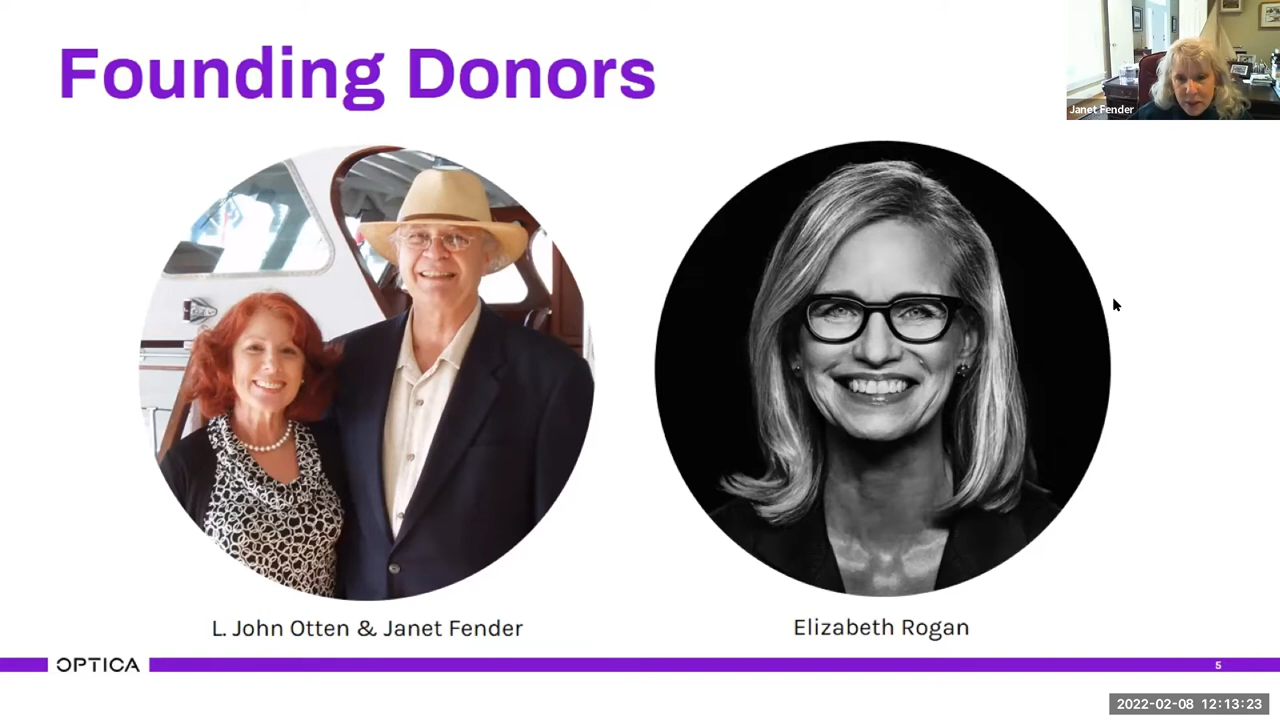 Founding Donors
Janet Fender
L. John Otten & Janet Fender
Elizabeth Rogan
OPTICA
5
2022-02-08 12:13:23